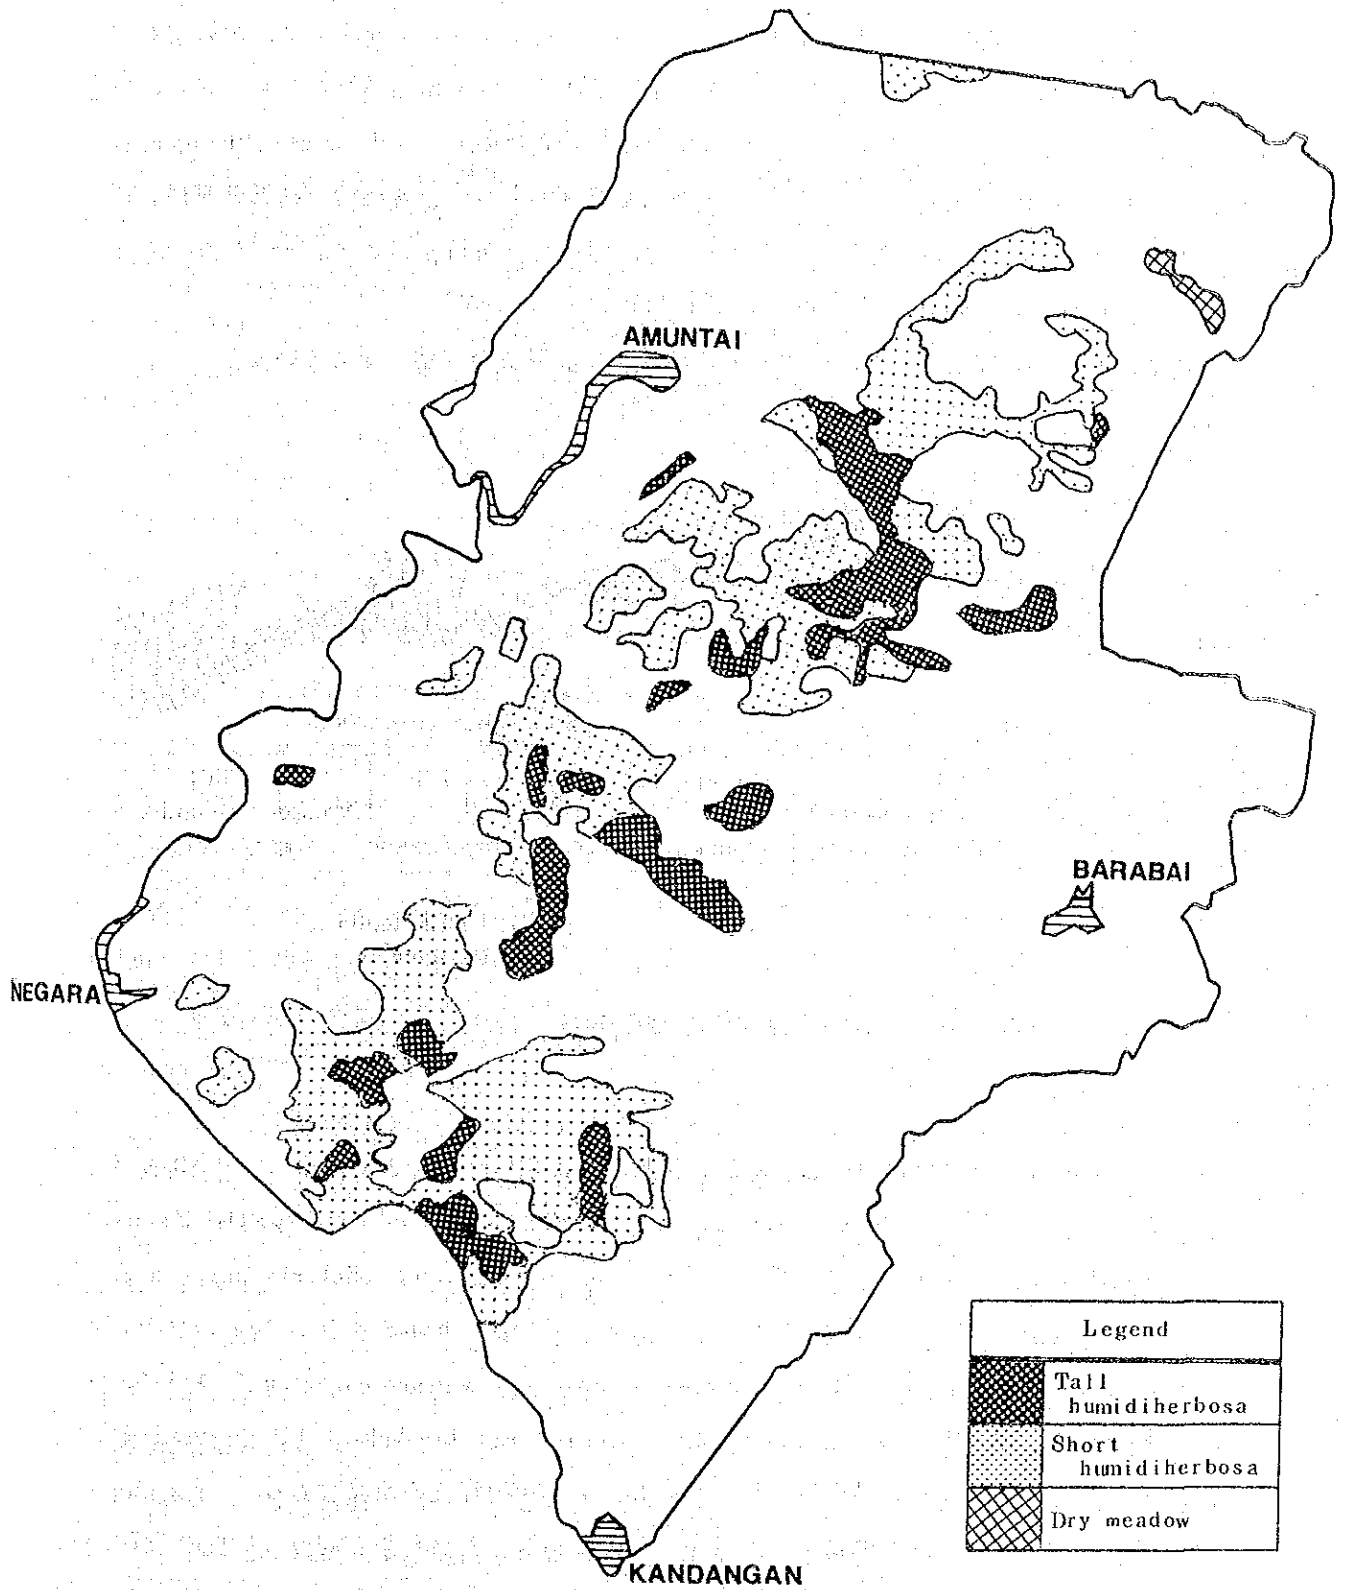 AMUNTAI
BARABAI
NEGARA
KANDANGAN
Legend
Tall
humidiherbosa
Short
humidiherbosa
Dry meadow